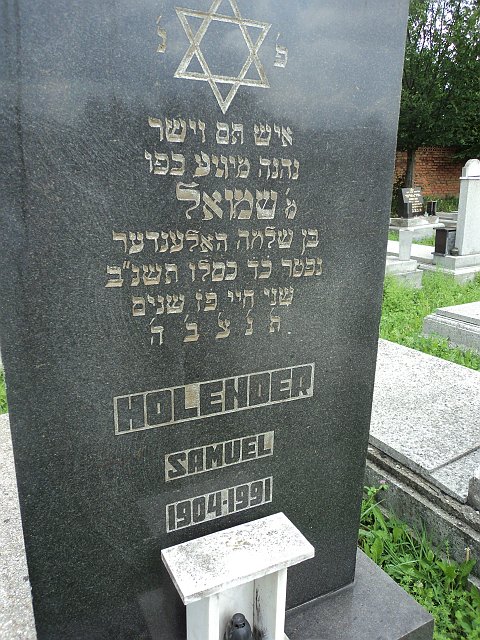 פ׳ נ׳
איש תם וישר
נהנה מיגיע כפו
מ׳ שמואל
בן שלמה האלענדער
נפטר כד כסלו תשנ״ב
שני חיי פז שנים
ת׳ נ׳ צ׳ ב׳ ה׳
HOLENDER
SAMUEL
1904-1991